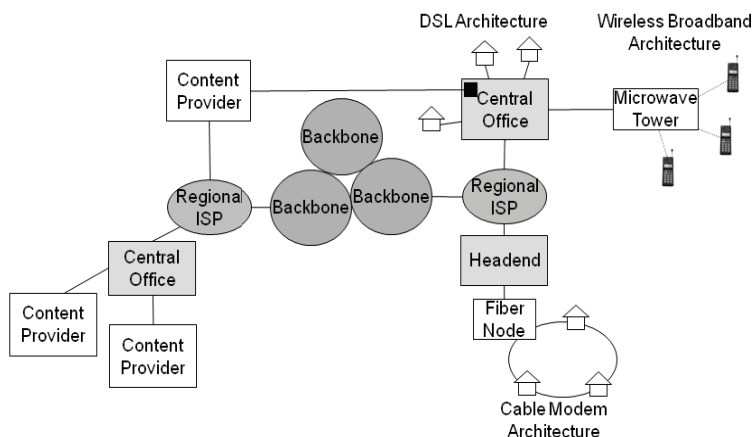 DSL Architecture
Wireless Broadband
Architecture
Content
Provider
Central
Office
Microwave
Tower
Backbone
Regional
ISP
Backbone
Backbone
Regional
ISP
Central
Office
Headend
Content
Provider
Fiber
Node
Content
Provider
Cable Modem
Architecture